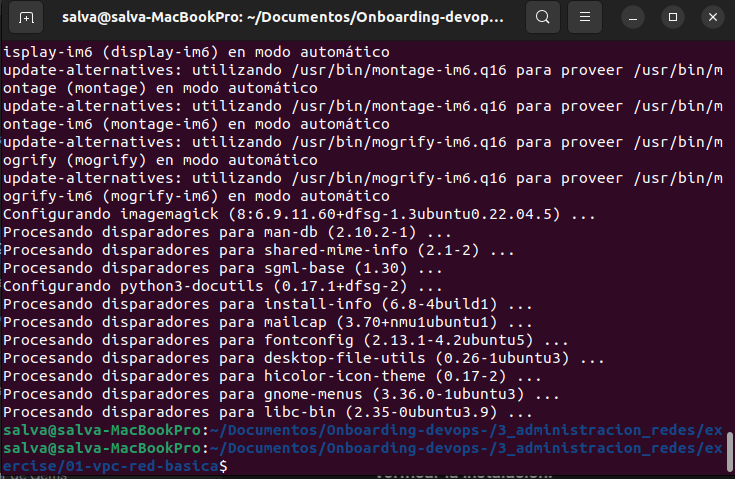 salva@salva-MacBookPro: ~/Documentos/Onboarding-devop...
isplay-im6 (display-im6) en modo automático
update-alternatives: utilizando /usr/bin/montage-im6.q16 para proveer /usr/bin/m
ontage (montage) en modo automático
update-alternatives: utilizando /usr/bin/montage-im6.q16 para proveer /usr/bin/m
ontage-im6 (montage-im6) en modo automático
update-alternatives: utilizando /usr/bin/mogrify-im6.q16 para proveer /usr/bin/m
ogrify (mogrify) en modo automático
update-alternatives: utilizando /usr/bin/mogrify-im6.q16 para proveer /usr/bin/m
ogrify-im6 (mogrify-im6) en modo automático
Configurando imagemagick (8:6.9.11.60+dfsg-1.3ubuntu0.22.04.5) ...
Procesando disparadores para man-db (2.10.2-1) ...
Procesando disparadores para shared-mime-info (2.1-2) ...
Procesando disparadores para sgml-base (1.30) ...
Configurando python3-docutils (0.17.1+dfsg-2) ...
Procesando disparadores para install-info (6.8-4build1) ...
Procesando disparadores para mailcap (3.70+nmu1ubuntu1) ...
Procesando disparadores para fontconfig (2.13.1-4.2ubuntu5) ...
Procesando disparadores para desktop-file-utils (0.26-1ubuntu3) ...
Procesando disparadores para hicolor-icon-theme (0.17-2) ...
Procesando disparadores para gnome-menus (3.36.0-1ubuntu3) ...
Procesando disparadores para libc-bin (2.35-0ubuntu3.9) ...
salva@salva-MacBookPro:~/Documentos/Onboarding-devops-/3_administracion_redes/ex
salva@salva-MacBookPro:~/Documentos/Onboarding-devops-/3_administracion_redes/ex
ercise/01-vpc-red-basica$